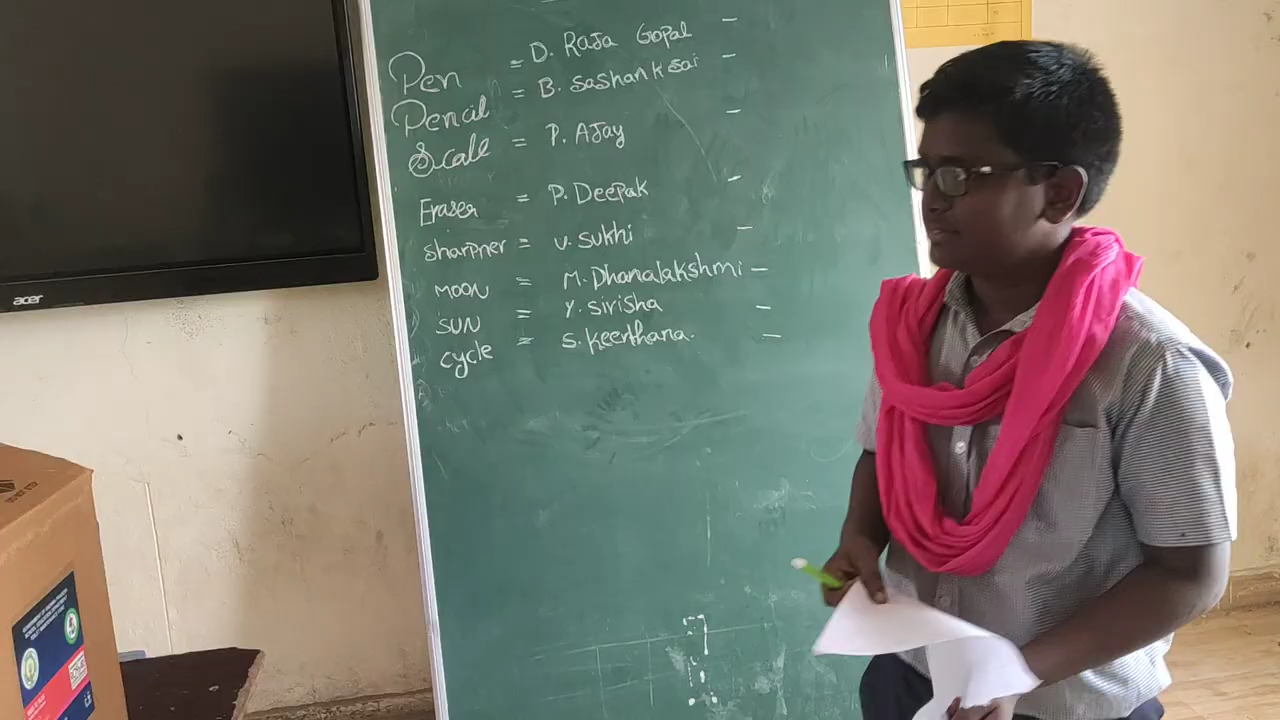 Pen = D. Raja Gopal -
Pencil = B. Sashank sai -
Scale = P. Ajay -
Eraser = P. Deepak -
sharpner = v. sukhi -
MOON = M. Dhanalakshmi -
SUN = Y. sirisha -
cycle = s. keerthana. -
acer